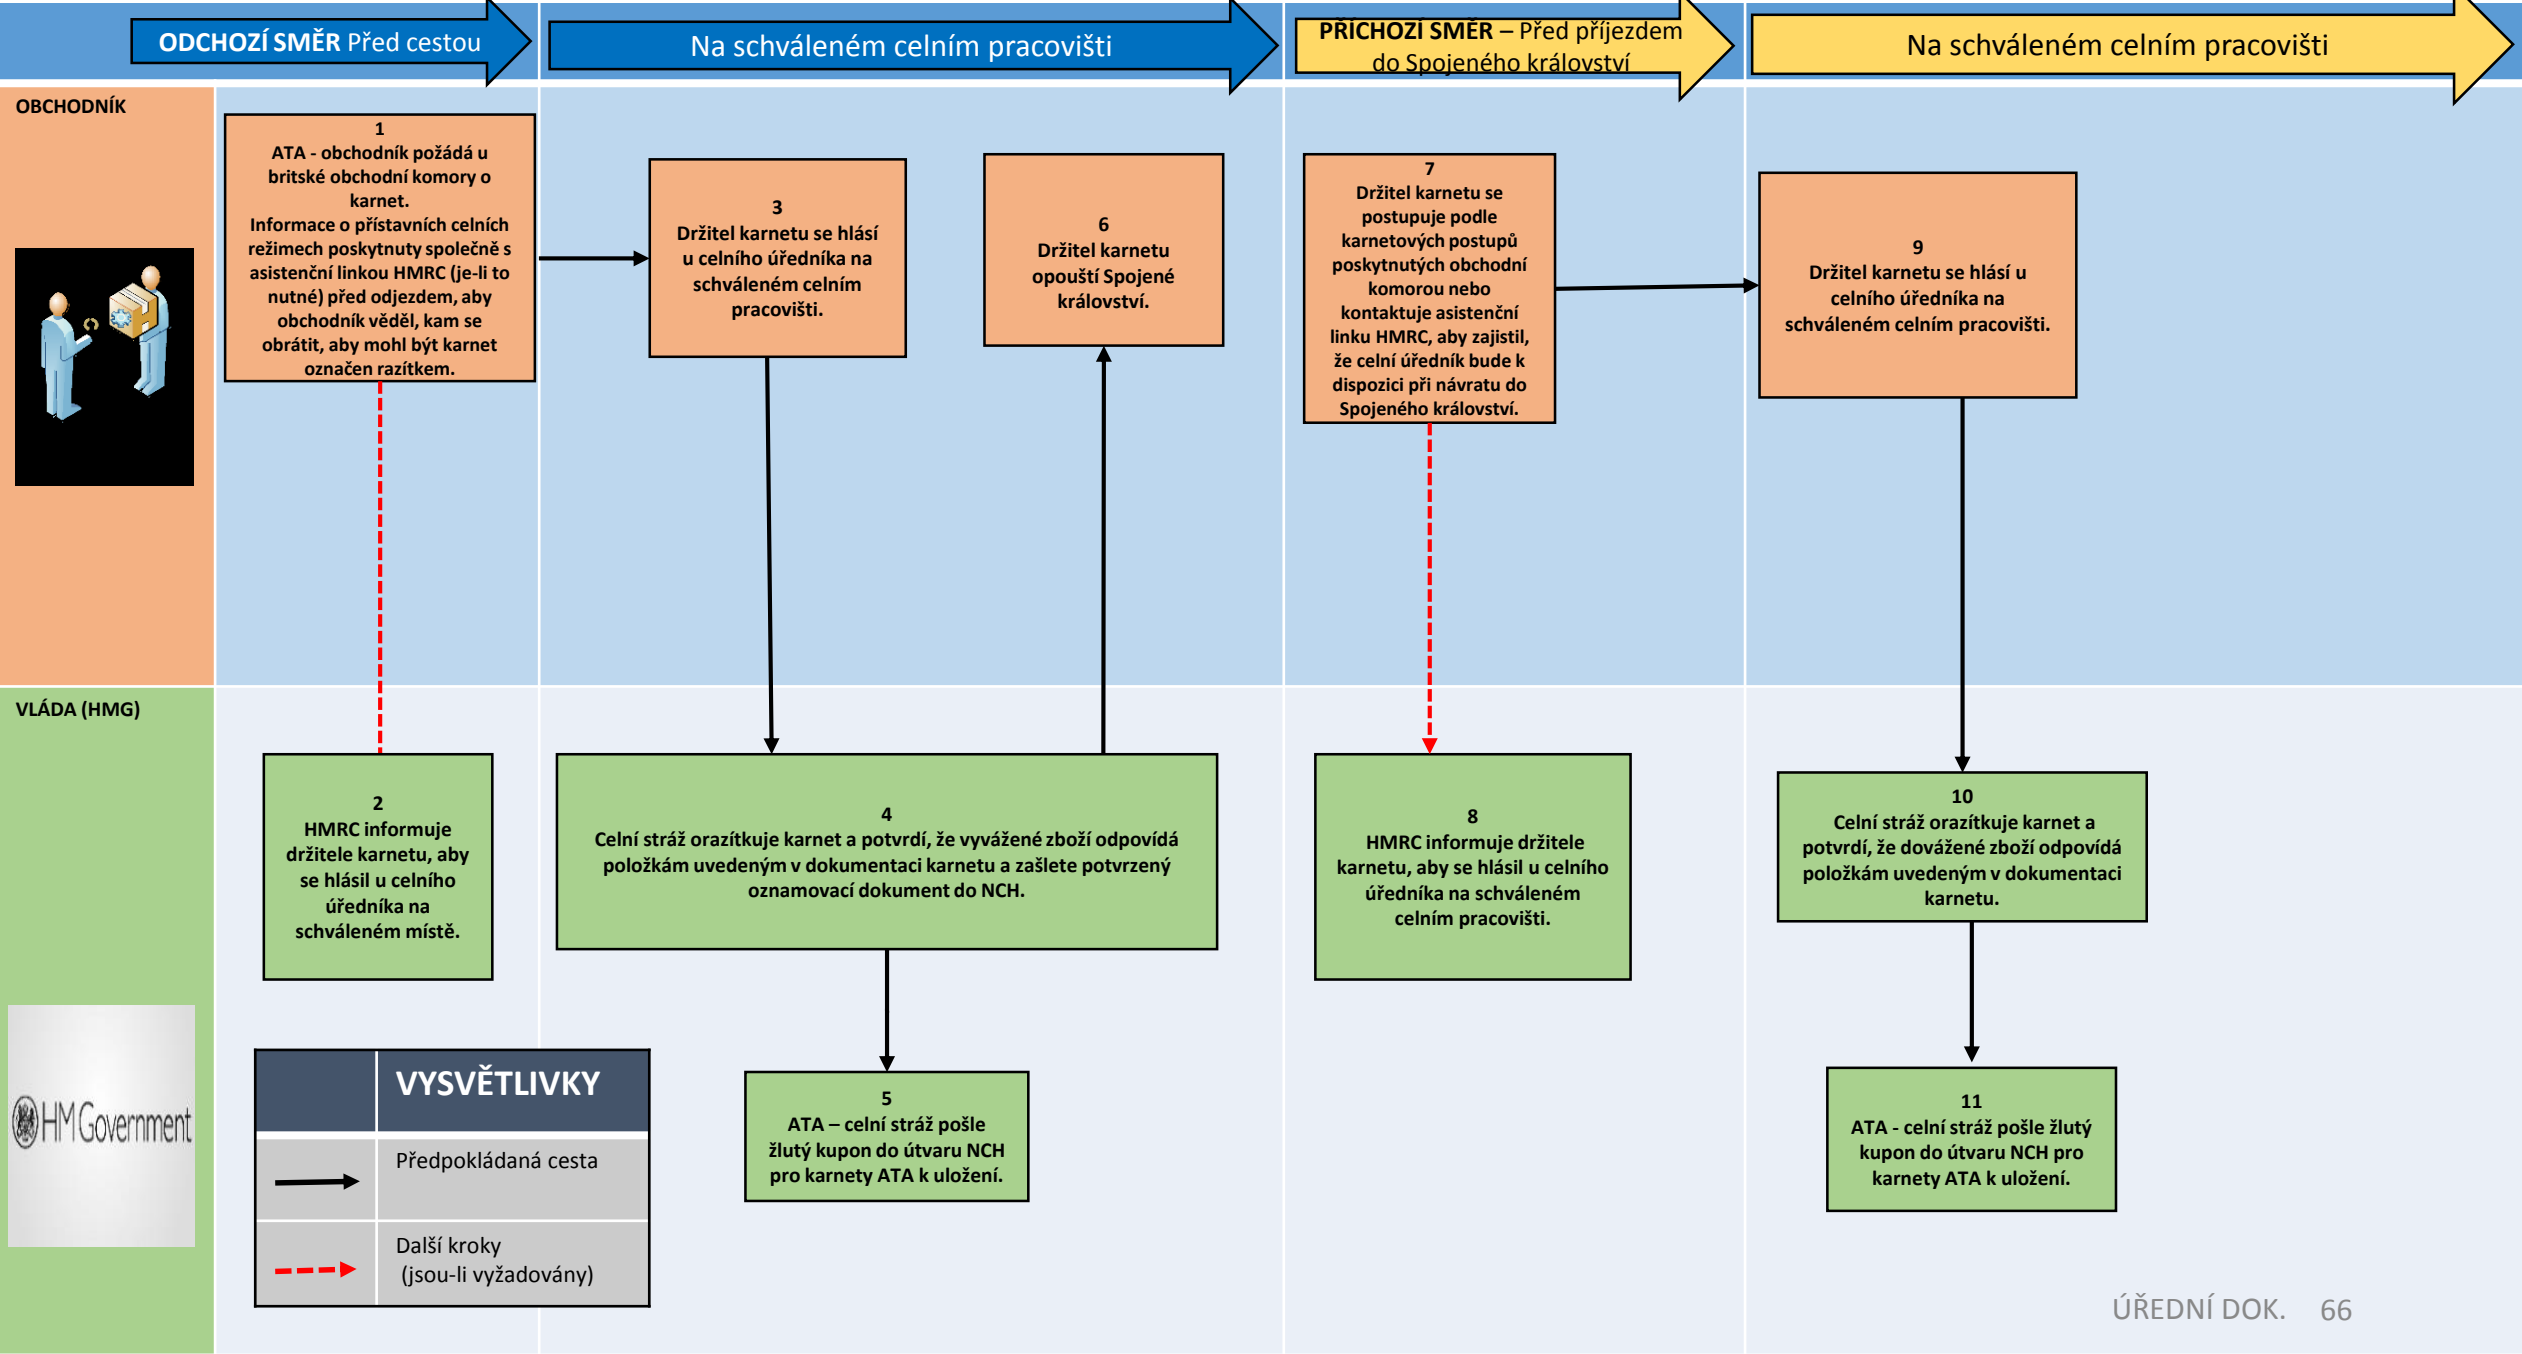 ODCHOZÍ SMĚR Před cestou
Na schváleném celním pracovišti
PŘÍCHOZÍ SMĚR – Před příjezdem
do Spojeného království
Na schváleném celním pracovišti
OBCHODNÍK
1
ATA - obchodník požádá u
britské obchodní komory o
karnet.
Informace o přístavních celních
režimech poskytnuty společně s
asistenční linkou HMRC (je-li to
nutné) před odjezdem, aby
obchodník věděl, kam se
obrátit, aby mohl být karnet
označen razítkem.
3
Držitel karnetu se hlásí
u celního úředníka na
schváleném celním
pracovišti.
6
Držitel karnetu
opouští Spojené
království.
7
Držitel karnetu se
postupuje podle
karnetových postupů
poskytnutých obchodní
komorou nebo
kontaktuje asistenční
linku HMRC, aby zajistil,
že celní úředník bude k
dispozici při návratu do
Spojeného království.
9
Držitel karnetu se hlásí u
celního úředníka na
schváleném celním pracovišti.
VLÁDA (HMG)
2
HMRC informuje
držitele karnetu, aby
se hlásil u celního
úředníka na
schváleném místě.
4
Celní stráž orazítkuje karnet a potvrdí, že vyvážené zboží odpovídá
položkám uvedeným v dokumentaci karnetu a zašlete potvrzený
oznamovací dokument do NCH.
8
HMRC informuje držitele
karnetu, aby se hlásil u celního
úředníka na schváleném
celním pracovišti.
10
Celní stráž orazítkuje karnet a
potvrdí, že dovážené zboží odpovídá
položkám uvedeným v dokumentaci
karnetu.
5
ATA – celní stráž pošle
žlutý kupon do útvaru NCH
pro karnety ATA k uložení.
11
ATA - celní stráž pošle žlutý
kupon do útvaru NCH pro
karnety ATA k uložení.
HM Government
VYSVĚTLIVKY
Předpokládaná cesta
Další kroky
(jsou-li vyžadovány)
ÚŘEDNÍ DOK. 66